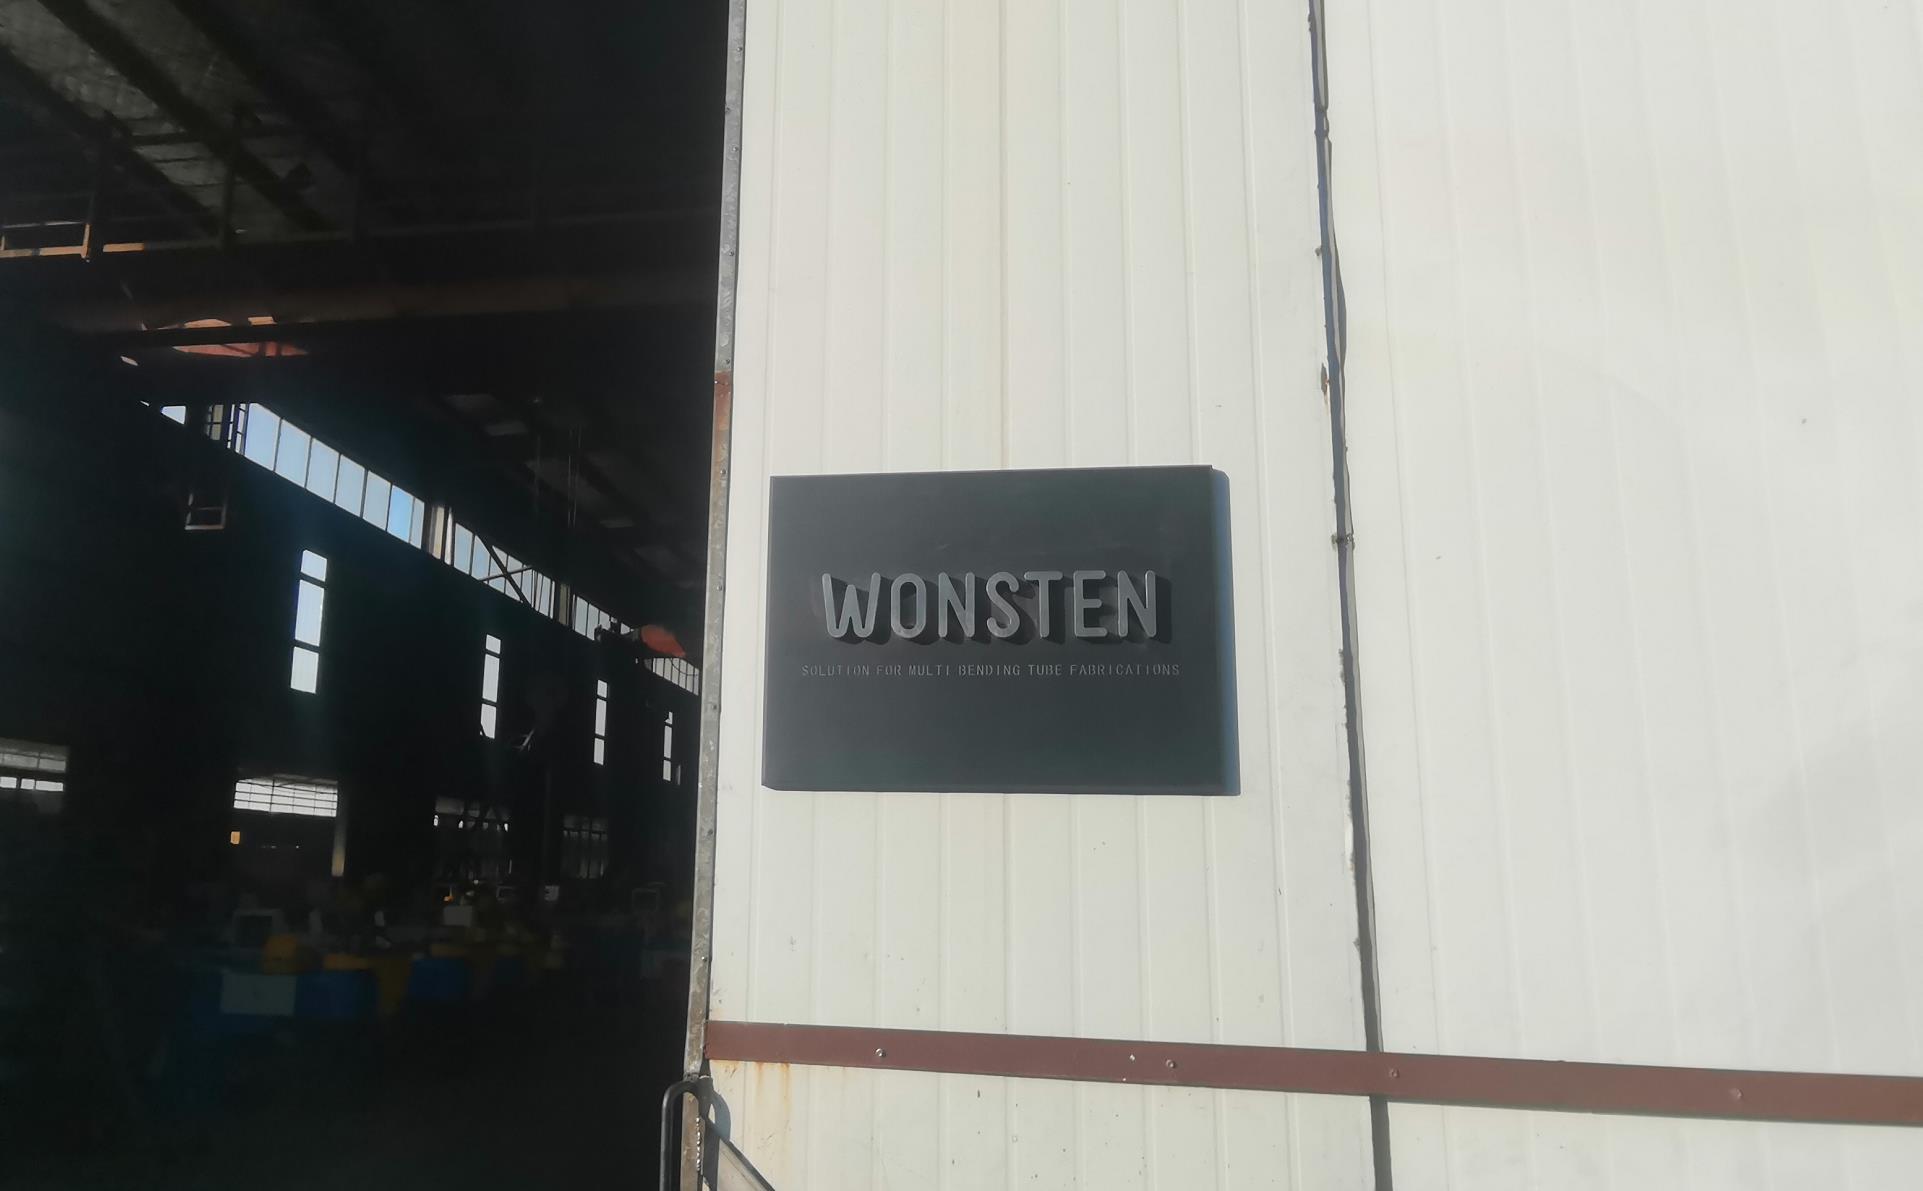 WONSTEN
SOLUTION FOR MULTI BENDING TUBE FABRICATIONS